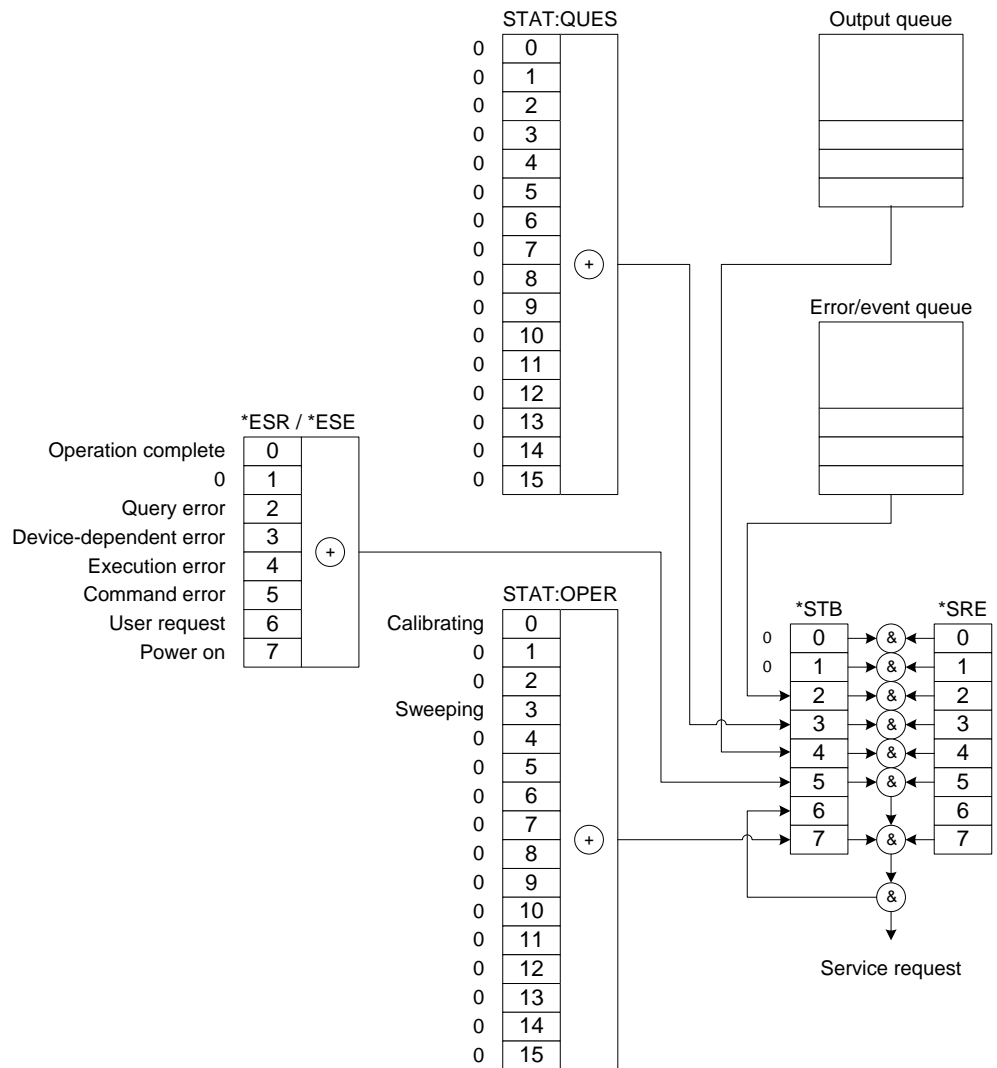 STAT:QUES
0 0
0 1
0 2
0 3
0 4
0 5
0 6
0 7
0 8
0 9
0 10
0 11
0 12
0 13
0 14
0 15
+
Output queue
Error/event queue
*ESR / *ESE
Operation complete 0
0 1
Query error 2
Device-dependent error 3
Execution error 4
Command error 5
User request 6
Power on 7
+
STAT:OPER
Calibrating 0
0 1
0 2
Sweeping 3
0 4
0 5
0 6
0 7
0 8
0 9
0 10
0 11
0 12
0 13
0 14
0 15
+
*STB *SRE
0 0 & 0
0 1 & 1
2 & 2
3 & 3
4 & 4
5 & 5
6 6
7 & 7
&
Service request